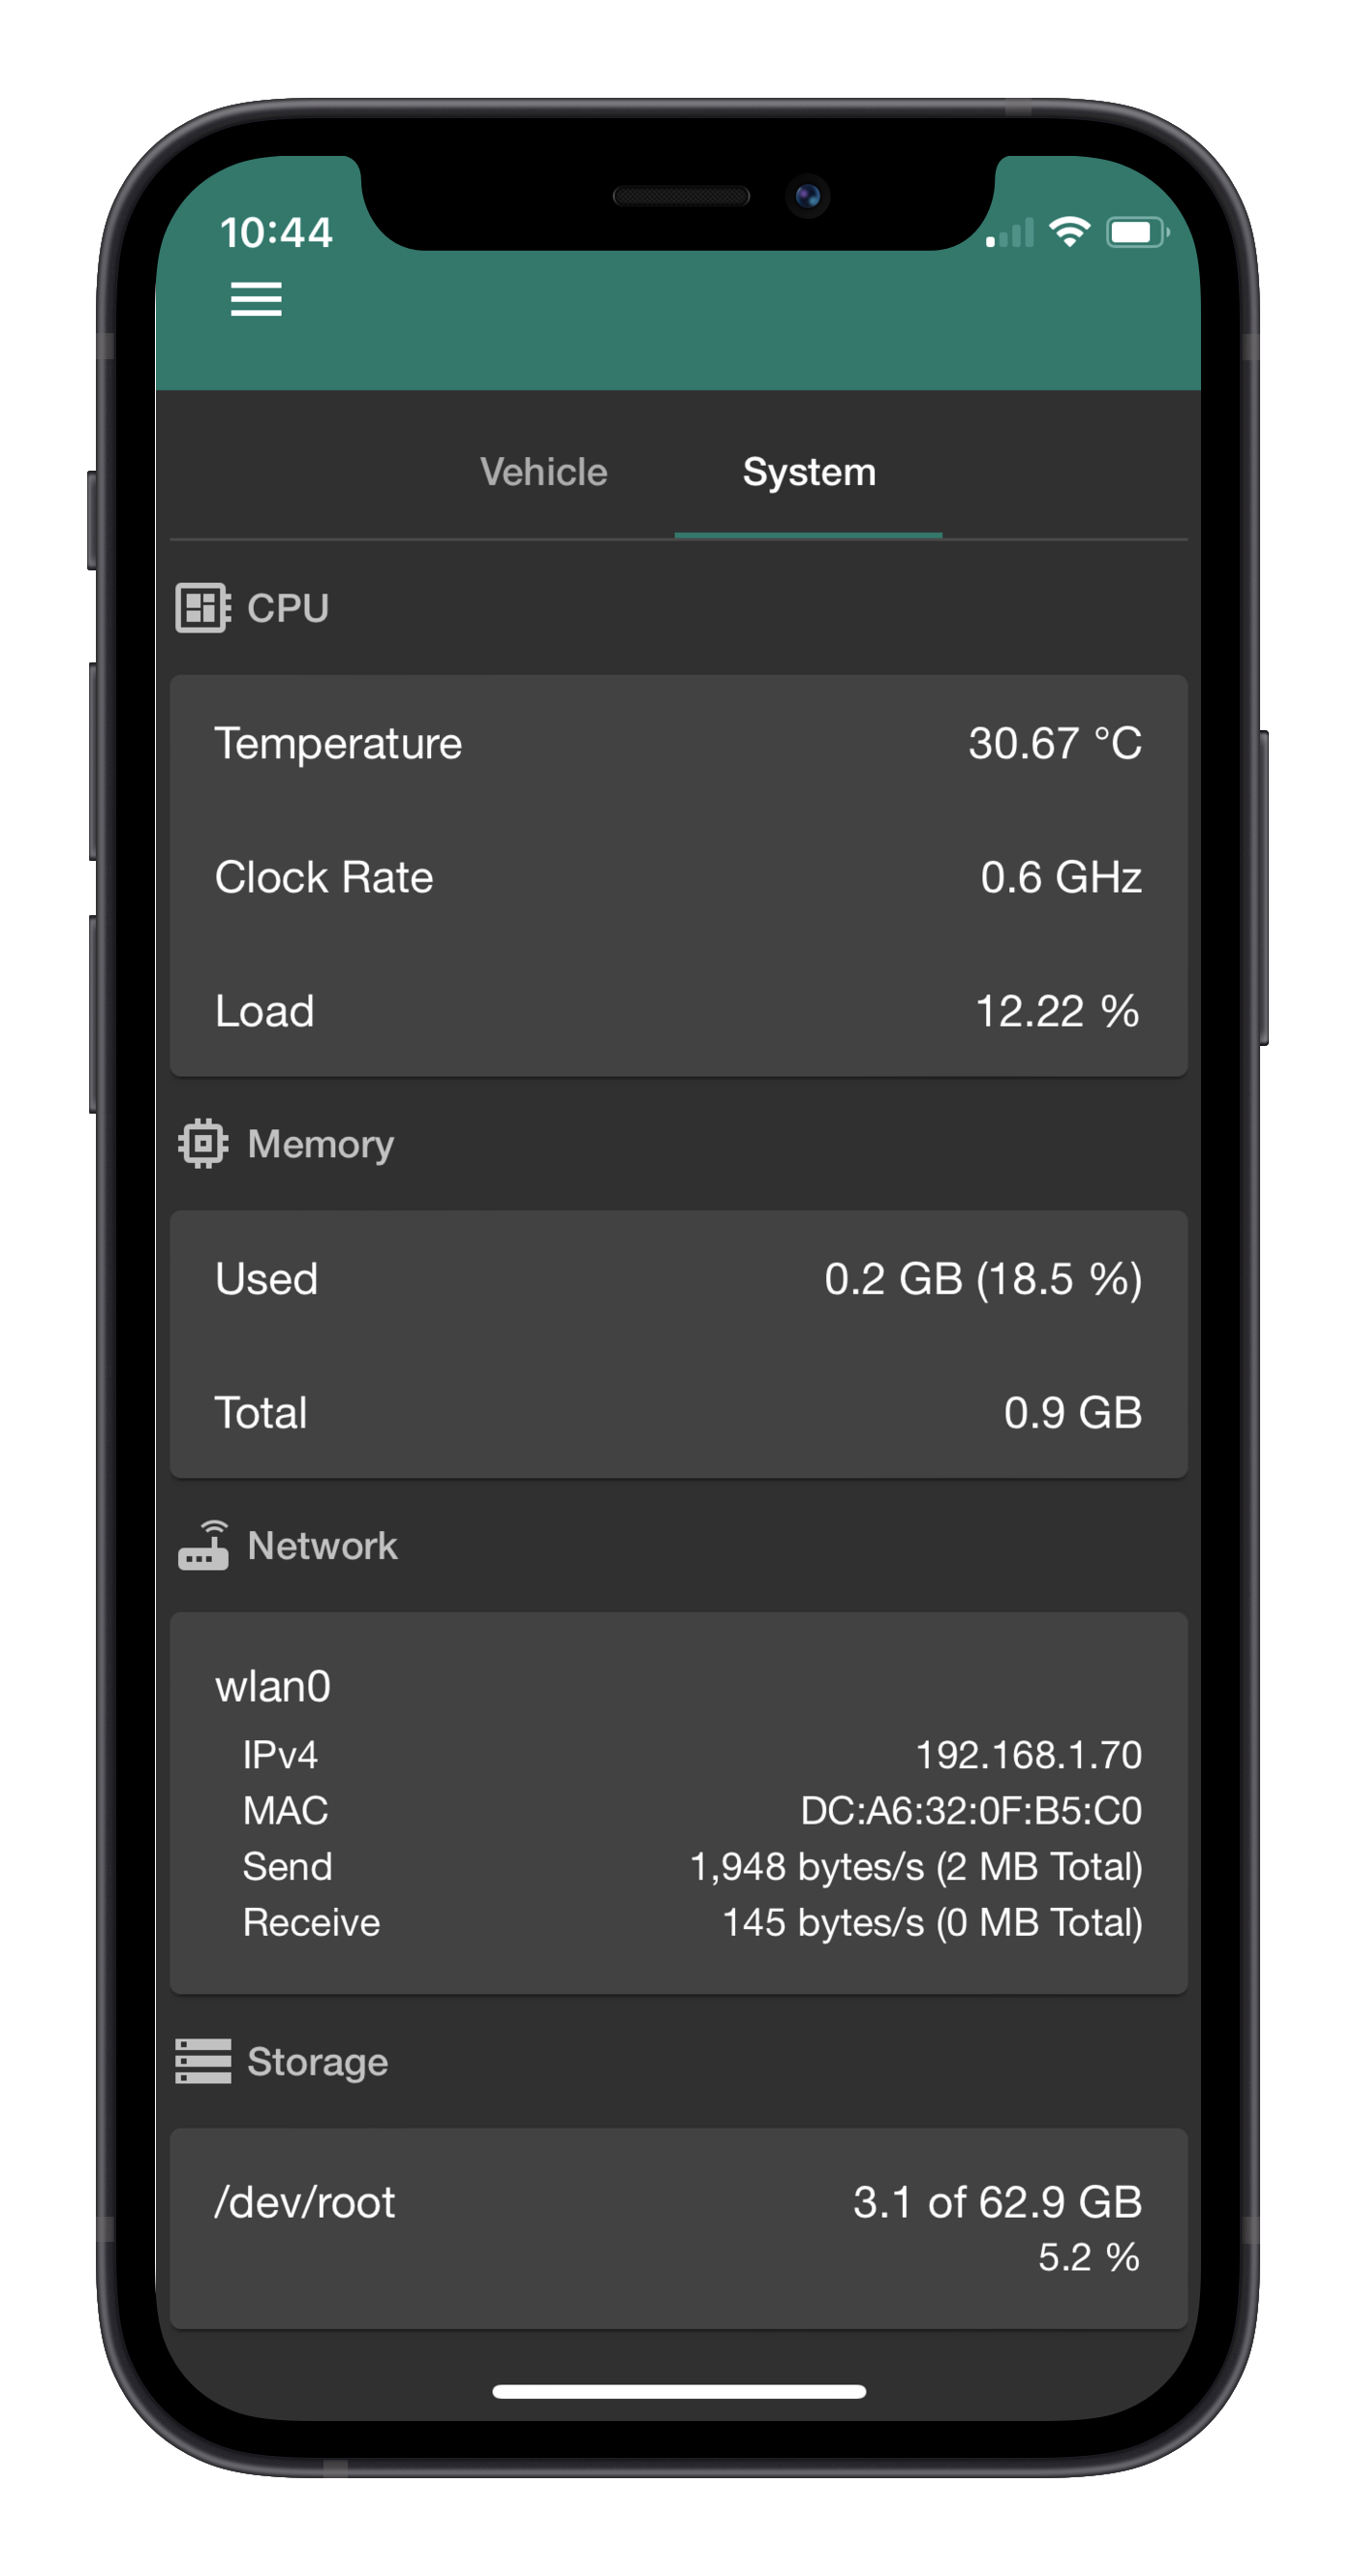 10:44
Vehicle System
CPU
Temperature 30.67 °C
Clock Rate 0.6 GHz
Load 12.22 %
Memory
Used 0.2 GB (18.5 %)
Total 0.9 GB
Network
wlan0
IPv4 192.168.1.70
MAC DC:A6:32:0F:B5:C0
Send 1,948 bytes/s (2 MB Total)
Receive 145 bytes/s (0 MB Total)
Storage
/dev/root 3.1 of 62.9 GB
5.2 %